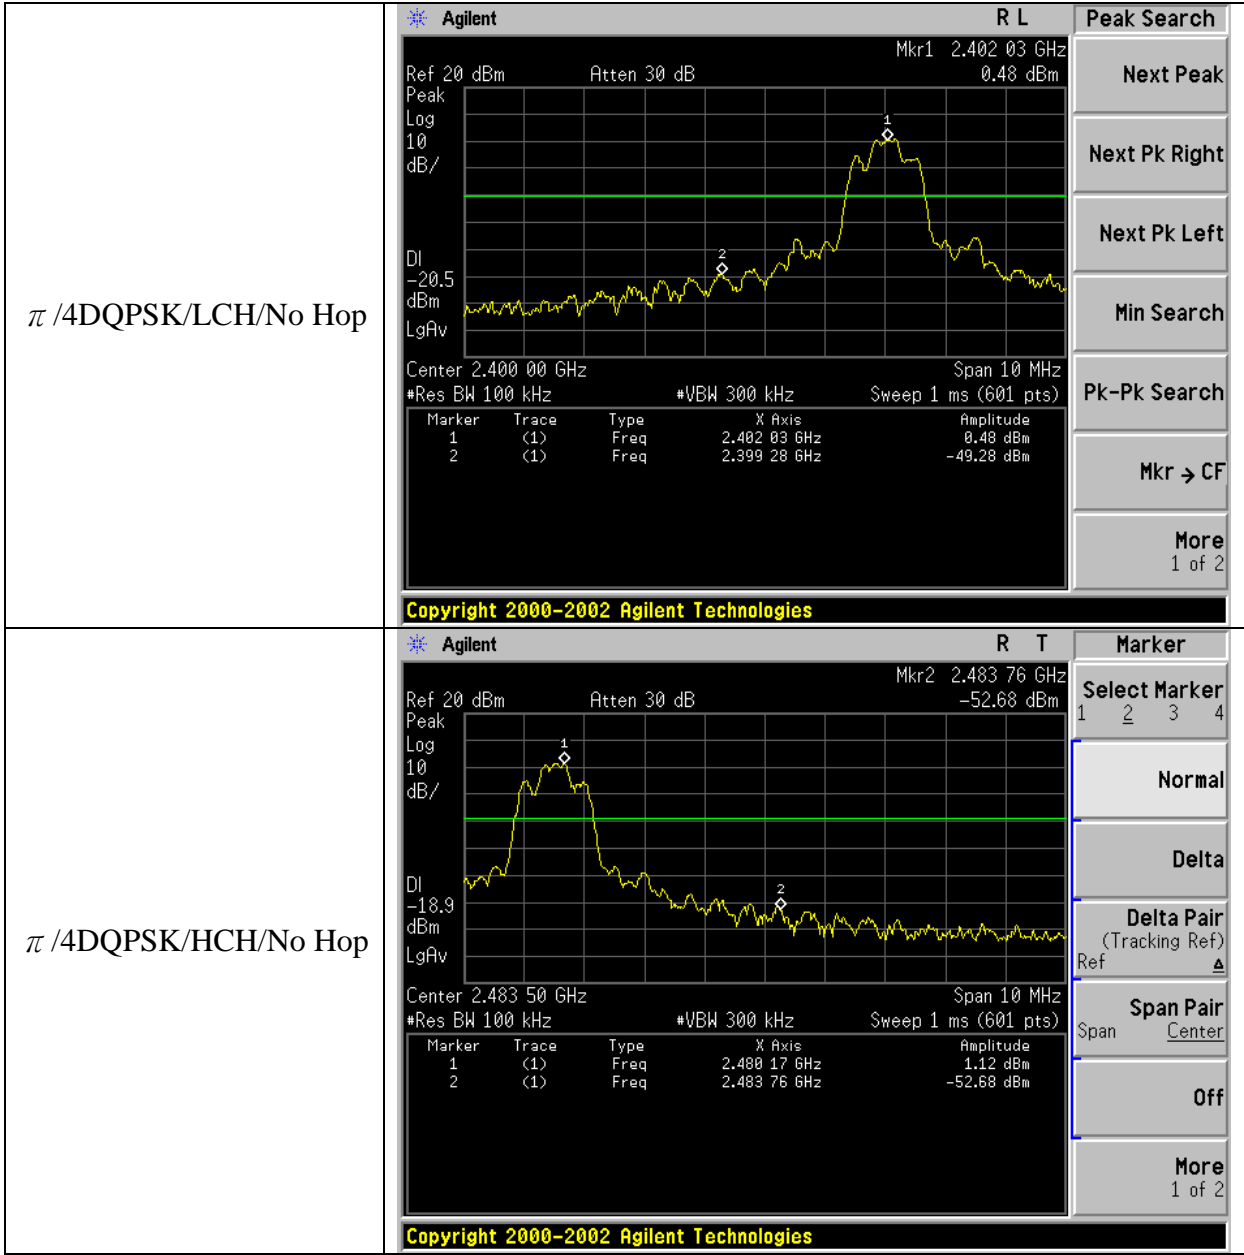 π/4DQPSK/LCH/No Hop
Agilent R L
Peak Search
Mkr1 2.402 03 GHz
Ref 20 dBm Atten 30 dB 0.48 dBm
Peak
Log
10
dB/
1
2
DI
-20.5
dBm
LgAv
Center 2.400 00 GHz Span 10 MHz
#Res BW 100 kHz #VBW 300 kHz Sweep 1 ms (601 pts)
Marker Trace Type X Axis Amplitude
1 (1) Freq 2.402 03 GHz 0.48 dBm
2 (1) Freq 2.399 28 GHz -49.28 dBm
Next Peak
Next Pk Right
Next Pk Left
Min Search
Pk-Pk Search
Mkr → CF
More
1 of 2
Copyright 2000-2002 Agilent Technologies
π/4DQPSK/HCH/No Hop
Agilent R T
Marker
Mkr2 2.483 76 GHz
Ref 20 dBm Atten 30 dB -52.68 dBm
Peak
Log
10
dB/
1
2
DI
-18.9
dBm
LgAv
Center 2.483 50 GHz Span 10 MHz
#Res BW 100 kHz #VBW 300 kHz Sweep 1 ms (601 pts)
Marker Trace Type X Axis Amplitude
1 (1) Freq 2.480 17 GHz 1.12 dBm
2 (1) Freq 2.483 76 GHz -52.68 dBm
Select Marker
1 2 3 4
Normal
Delta
Delta Pair
(Tracking Ref)
Ref Δ
Span Pair
Span Center
Off
More
1 of 2
Copyright 2000-2002 Agilent Technologies